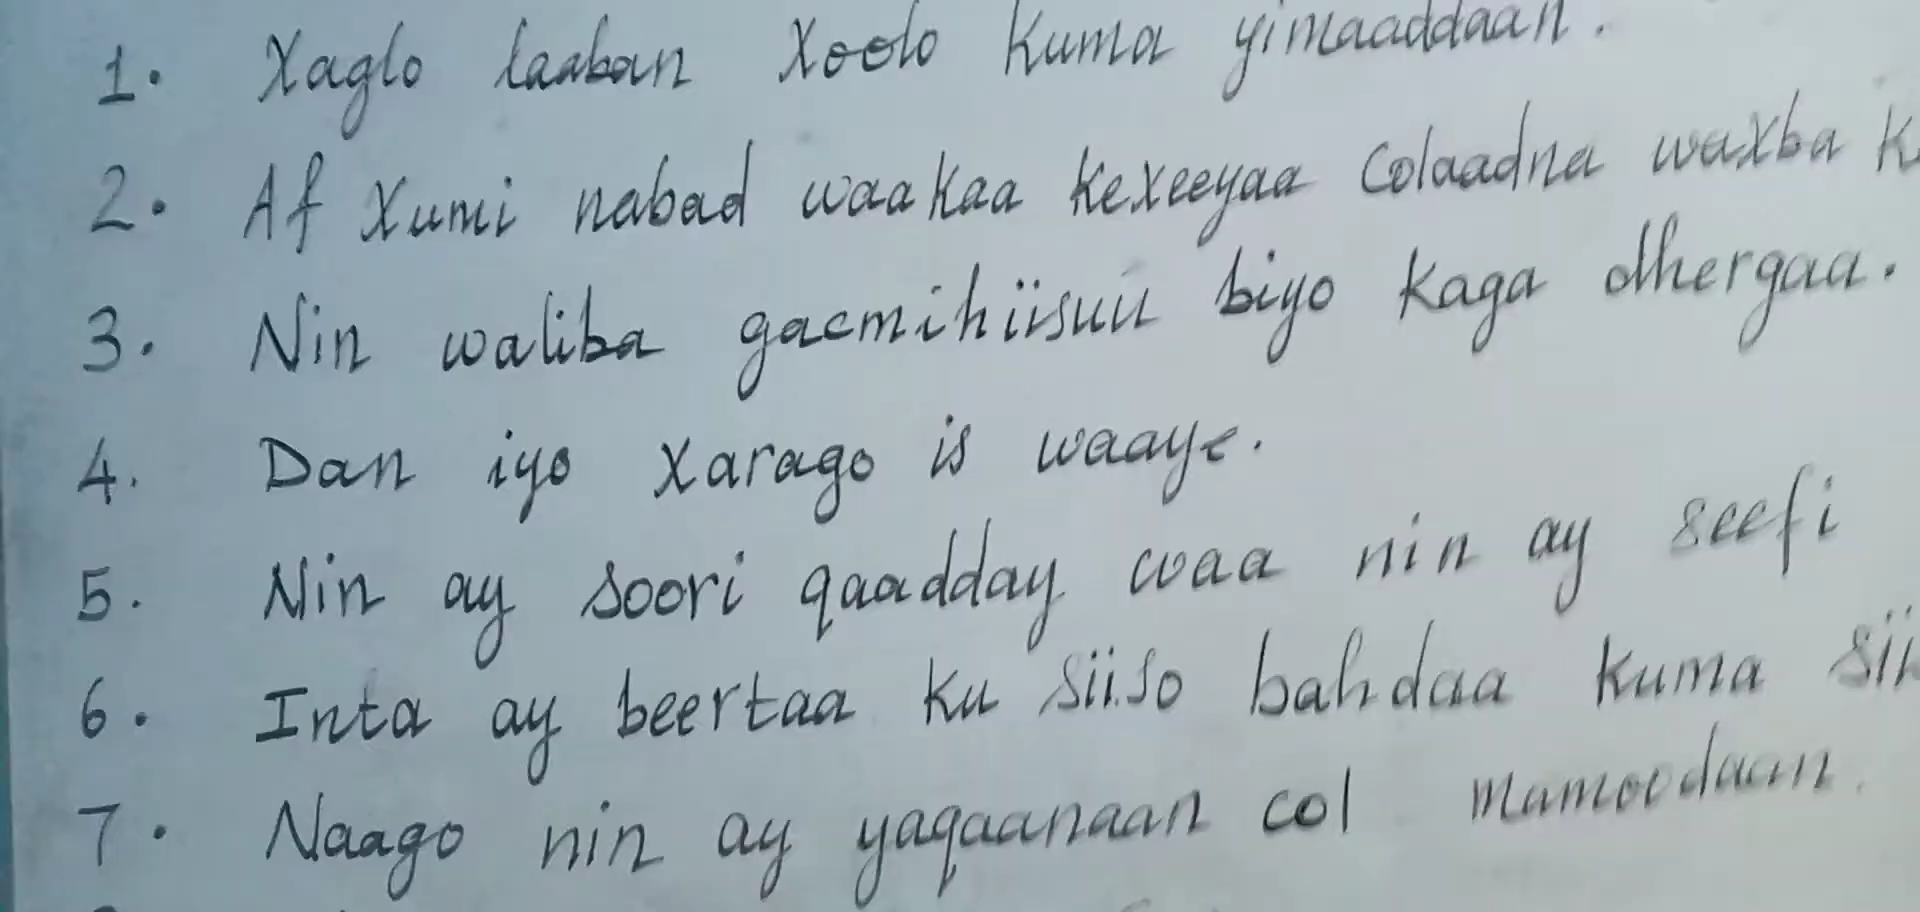 1. Xaglo laaban Xoolo Kuma yimaaddaan.
2. Af Xumi nabad waa Kaa Kexeeyaa Colaadna waxba
3. Nin waliba gacmihiisuu biyo Kaga dhergaa.
4. Dan iyo Xarago is waaye.
5. Nin ay soori qaadday waa nin ay seefi
6. Inta ay beertaa ku siiso bahdaa Kuma
7. Naago nin ay yaqaanaan col mamoodaan.